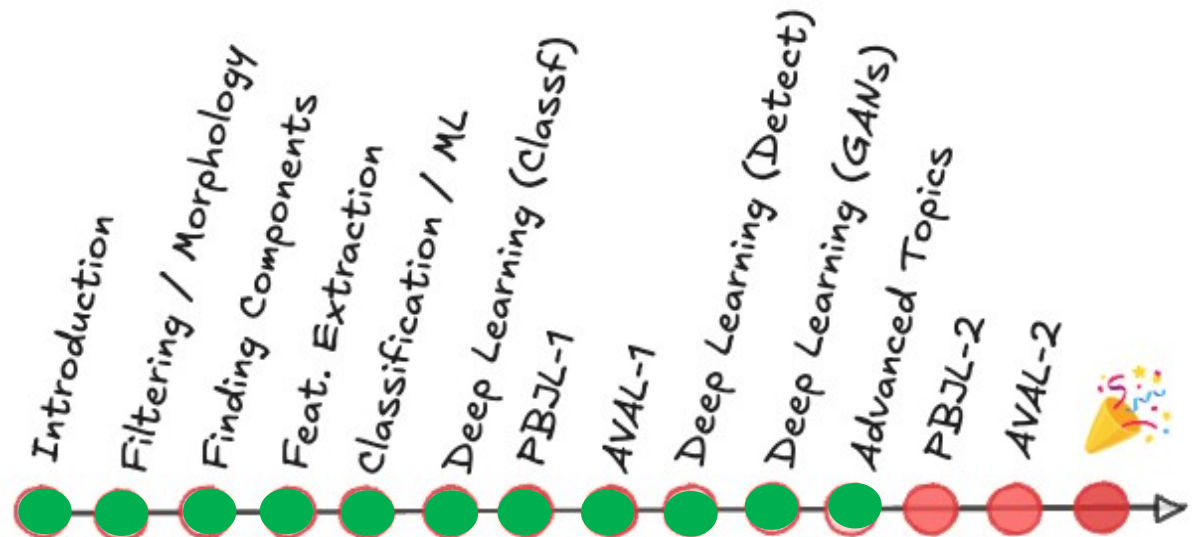 Introduction
Filtering / Morphology
Finding Components
Feat. Extraction
Classification / ML
Deep Learning (Classf)
PBJL-1
AVAL-1
Deep Learning (Detect)
Deep Learning (GANs)
Advanced Topics
PBJL-2
AVAL-2